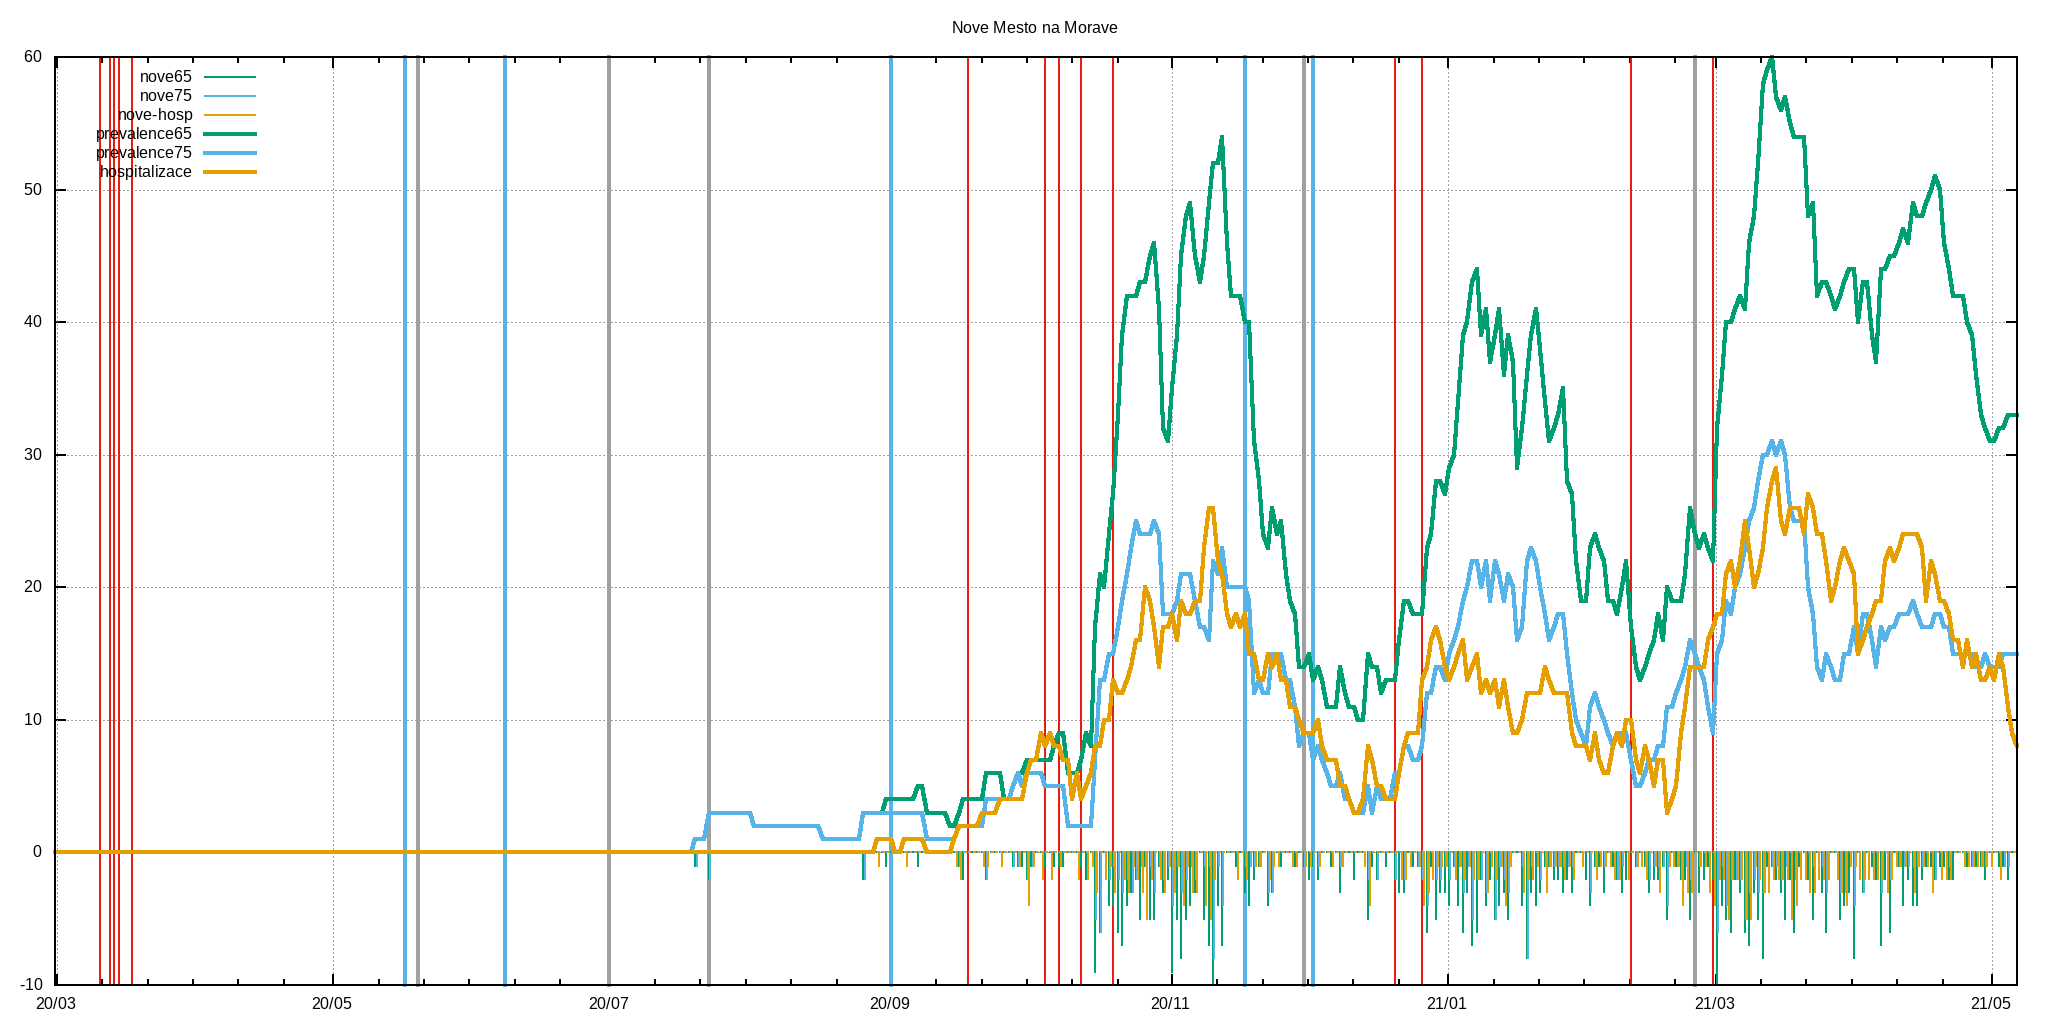 Nove Mesto na Morave
60
50
40
30
20
10
0
-10
nove65
nove75
nove-hosp
prevalence65
prevalence75
hospitalizace
20/03 20/05 20/07 20/09 20/11 21/01 21/03 21/05